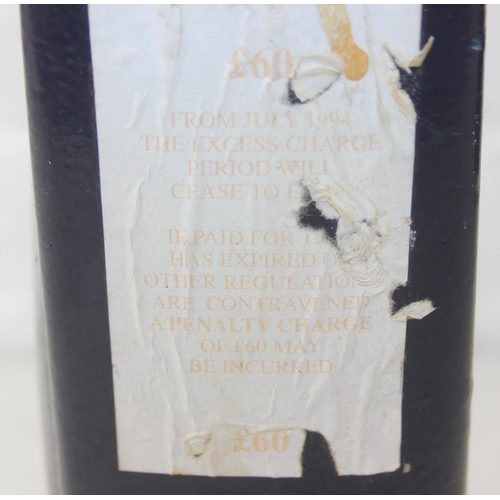 £60
FROM JULY 1994
THE EXCESS CHARGE
PERIOD WILL
CEASE TO
IF PAID FOR
HAS EXPIRED
OTHER REGULATION
ARE CONTRAVENED
A PENALTY CHARGE
OF £60 MAY
BE INCURRED
£60